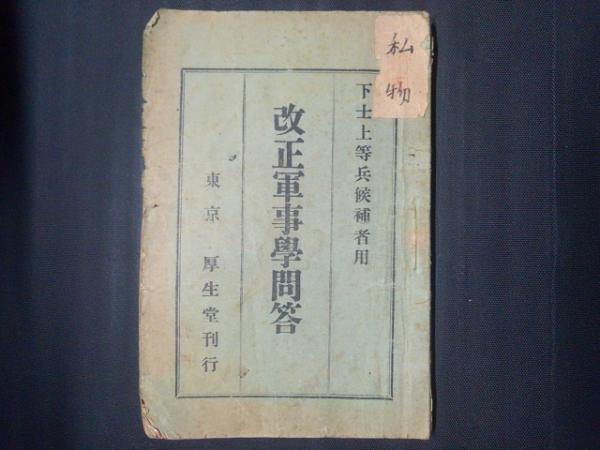 私物
下士上等兵候補者用
改正軍事學問答
東京 厚生堂刊行